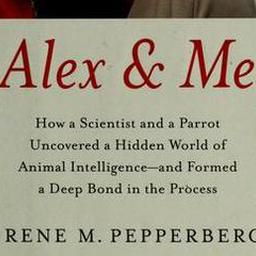 Alex & Me
How a Scientist and a Parrot
Uncovered a Hidden World of
Animal Intelligence—and Formed
a Deep Bond in the Process
RENE M. PEPPERBERG